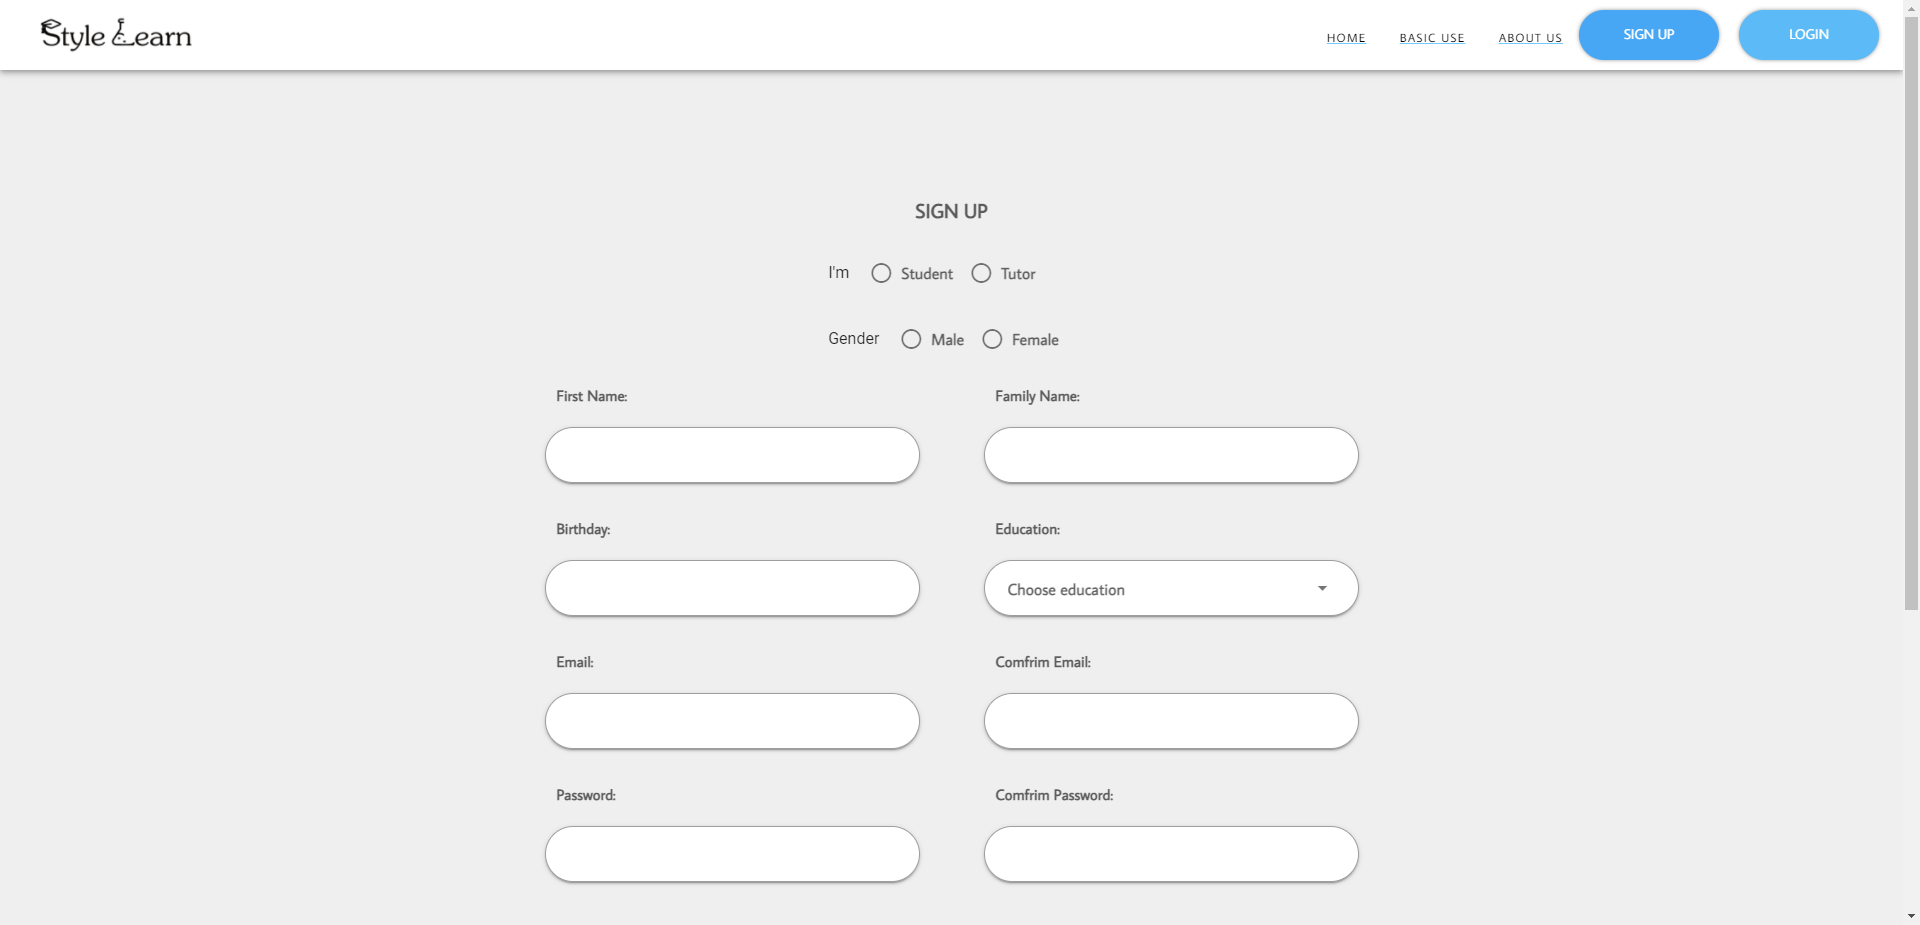 Style Learn
HOME BASIC USE ABOUT US SIGN UP LOGIN
SIGN UP
I'm Student Tutor
Gender Male Female
First Name: Family Name:
Birthday: Education:
Choose education
Email: Comfrim Email:
Password: Comfrim Password: